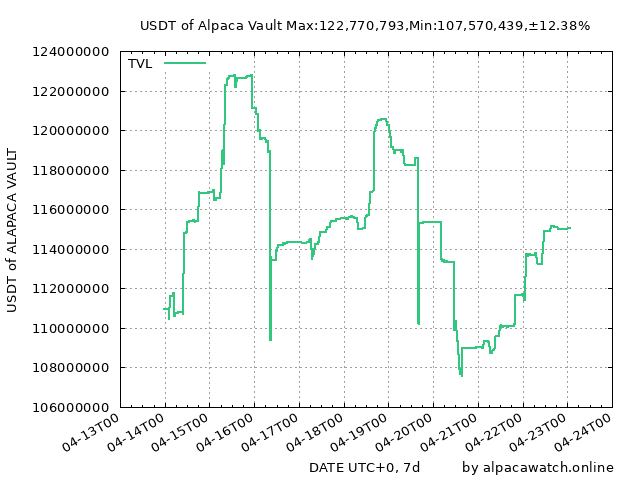 USDT of Alpaca Vault Max:122,770,793,Min:107,570,439,±12.38%
TVL
USDT of ALAPACA VAULT
124000000
122000000
120000000
118000000
116000000
114000000
112000000
110000000
108000000
106000000
04-13T00
04-14T00
04-15T00
04-16T00
04-17T00
04-18T00
04-19T00
04-20T00
04-21T00
04-22T00
04-23T00
04-24T00
DATE UTC+0, 7d
by alpacawatch.online